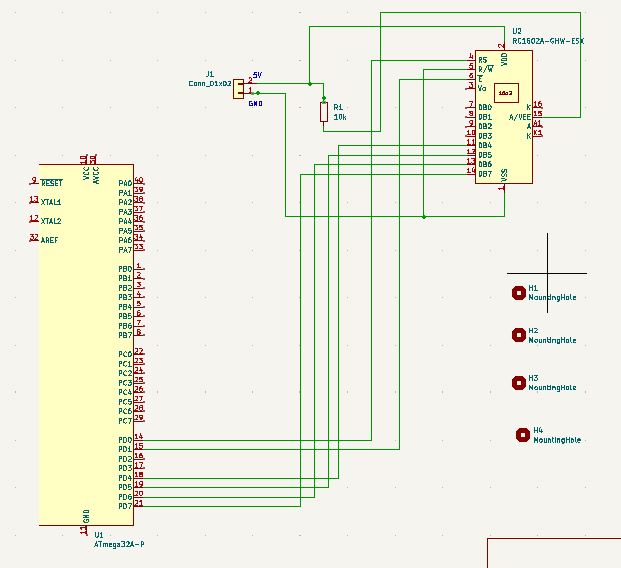 U2
RC1602A-GHW-ESX
2
VDD
J1
Conn_01x02
5V
2
1
GND
R1
10k
4 RS
5 R/W
6 E
3 Vo
16x2
7 DB0
8 DB1
9 DB2
10 DB3
11 DB4
12 DB5
13 DB6
14 DB7
K 16
A/VEE 15
A A1
K K1
VSS
1
10 30
VCC
AVCC
9 RESET
13 XTAL1
12 XTAL2
32 AREF
PA0 40
PA1 39
PA2 38
PA3 37
PA4 36
PA5 35
PA6 34
PA7 33
PB0 1
PB1 2
PB2 3
PB3 4
PB4 5
PB5 6
PB6 7
PB7 8
PC0 22
PC1 23
PC2 24
PC3 25
PC4 26
PC5 27
PC6 28
PC7 29
PD0 14
PD1 15
PD2 16
PD3 17
PD4 18
PD5 19
PD6 20
PD7 21
GND
11
U1
ATmega32A-P
H1
MountingHole
H2
MountingHole
H3
MountingHole
H4
MountingHole